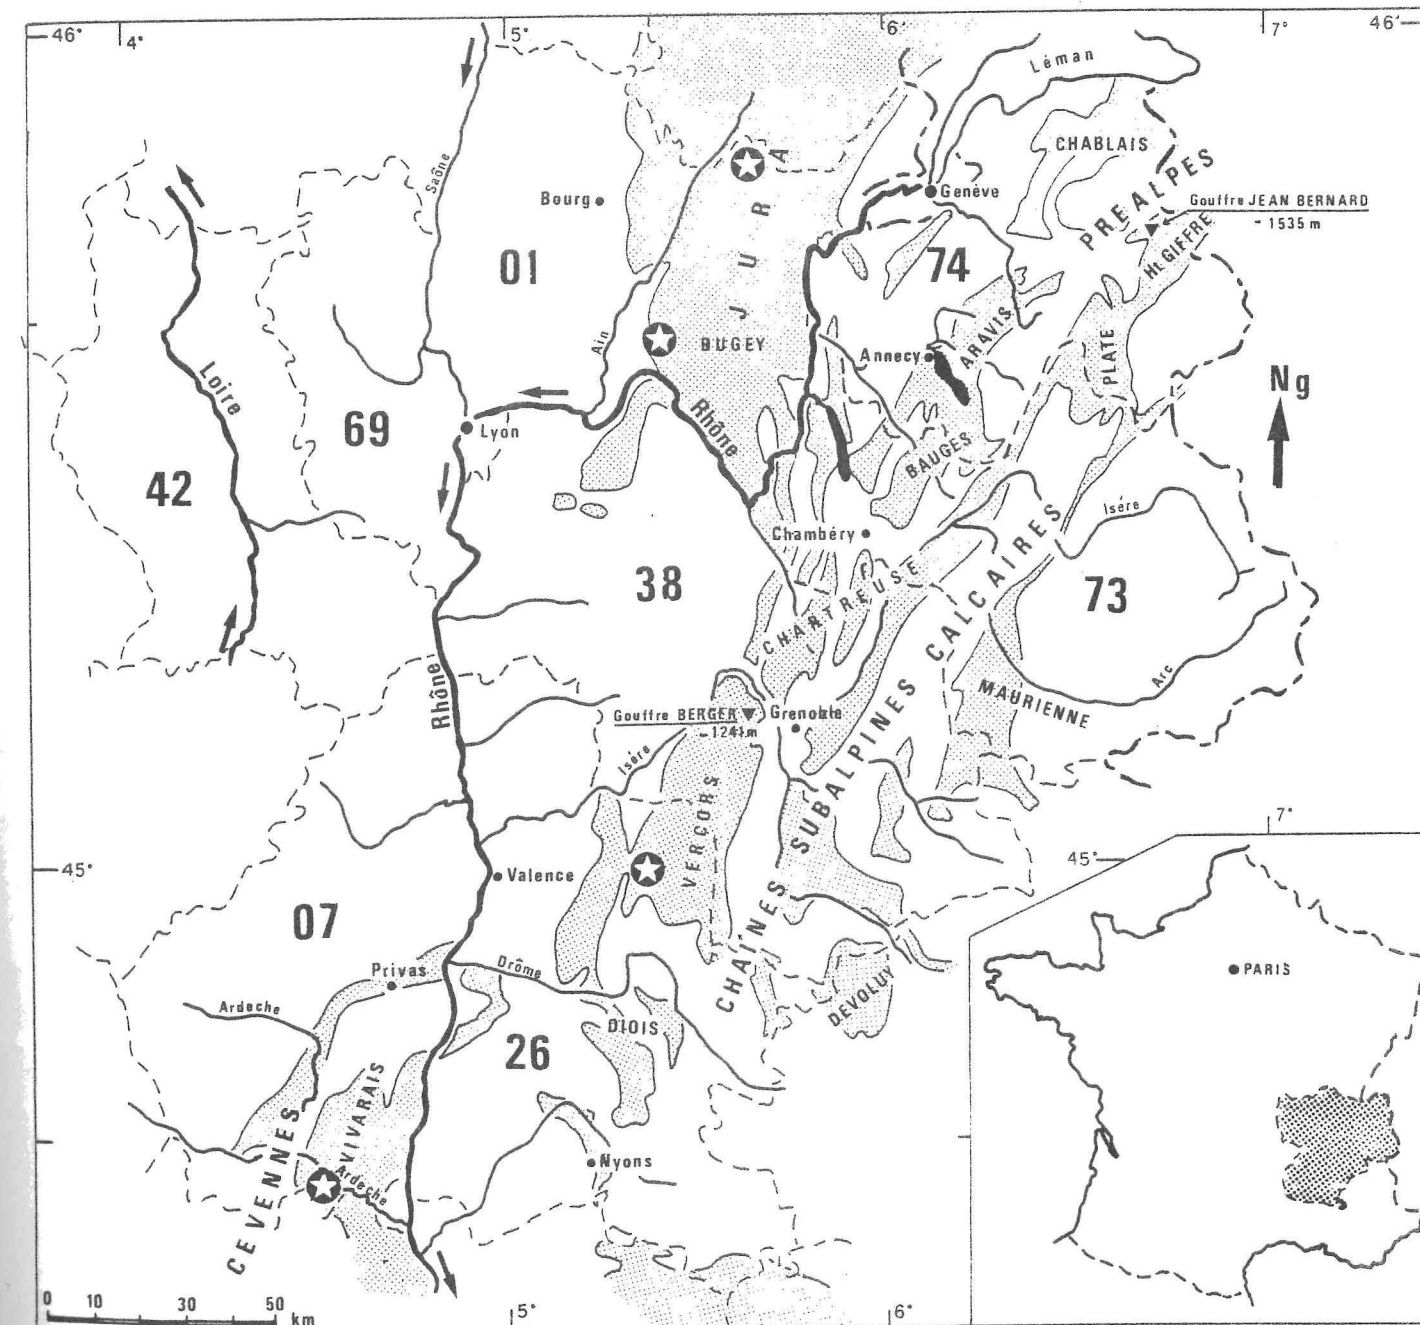 46° 4° 5° 6° 7° 46°
Léman
CHABLAIS
Saône
JURA
PREALPES
Bourg
Genève
Gouffre JEAN BERNARD
- 1535 m
Ht GIFFRE
01
74
Ain
BUGEY
Annecy
ARAVIS
PLATE
Ng
Loire
Rhône
69
Lyon
42
BAUGES
Isère
Chambéry
38
CHARTREUSE
73
CHAÎNES SUBALPINES CALCAIRES
Arc
Rhône
MAURIENNE
Gouffre BERGER
-1241m
Grenoble
Isère
VERCORS
7°
45°
45°
Valence
07
Privas
Drôme
PARIS
Ardeche
DEVOLUY
DIOIS
26
VIVARAIS
CEVENNES
Nyons
Ardeche
0 10 30 50
km
5° 6°